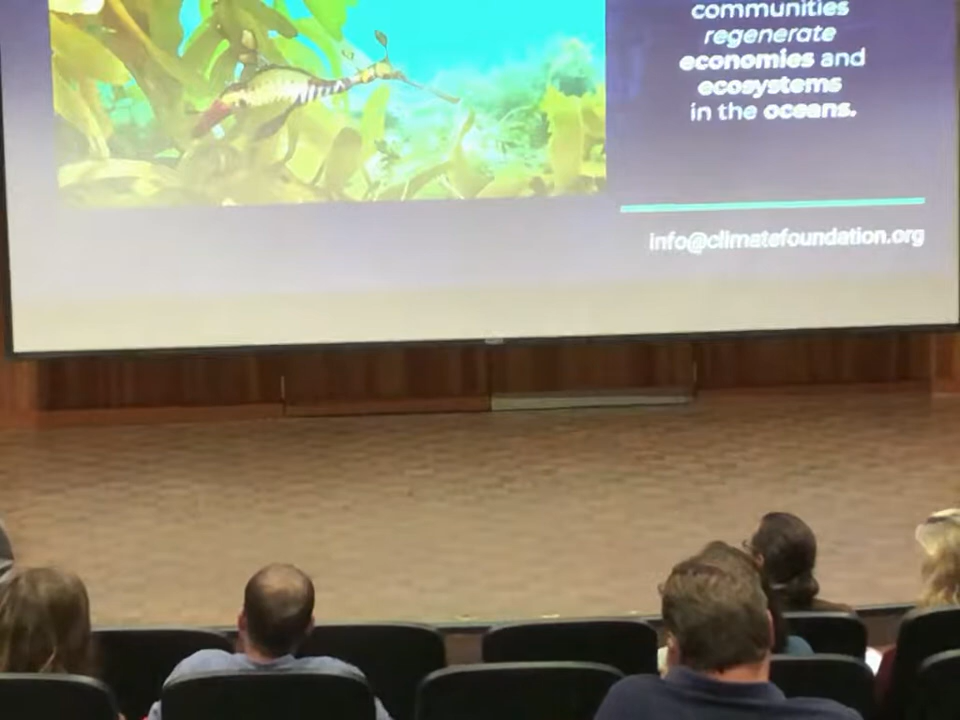 communities
regenerate
economies and
ecosystems
in the oceans.
info@climatefoundation.org